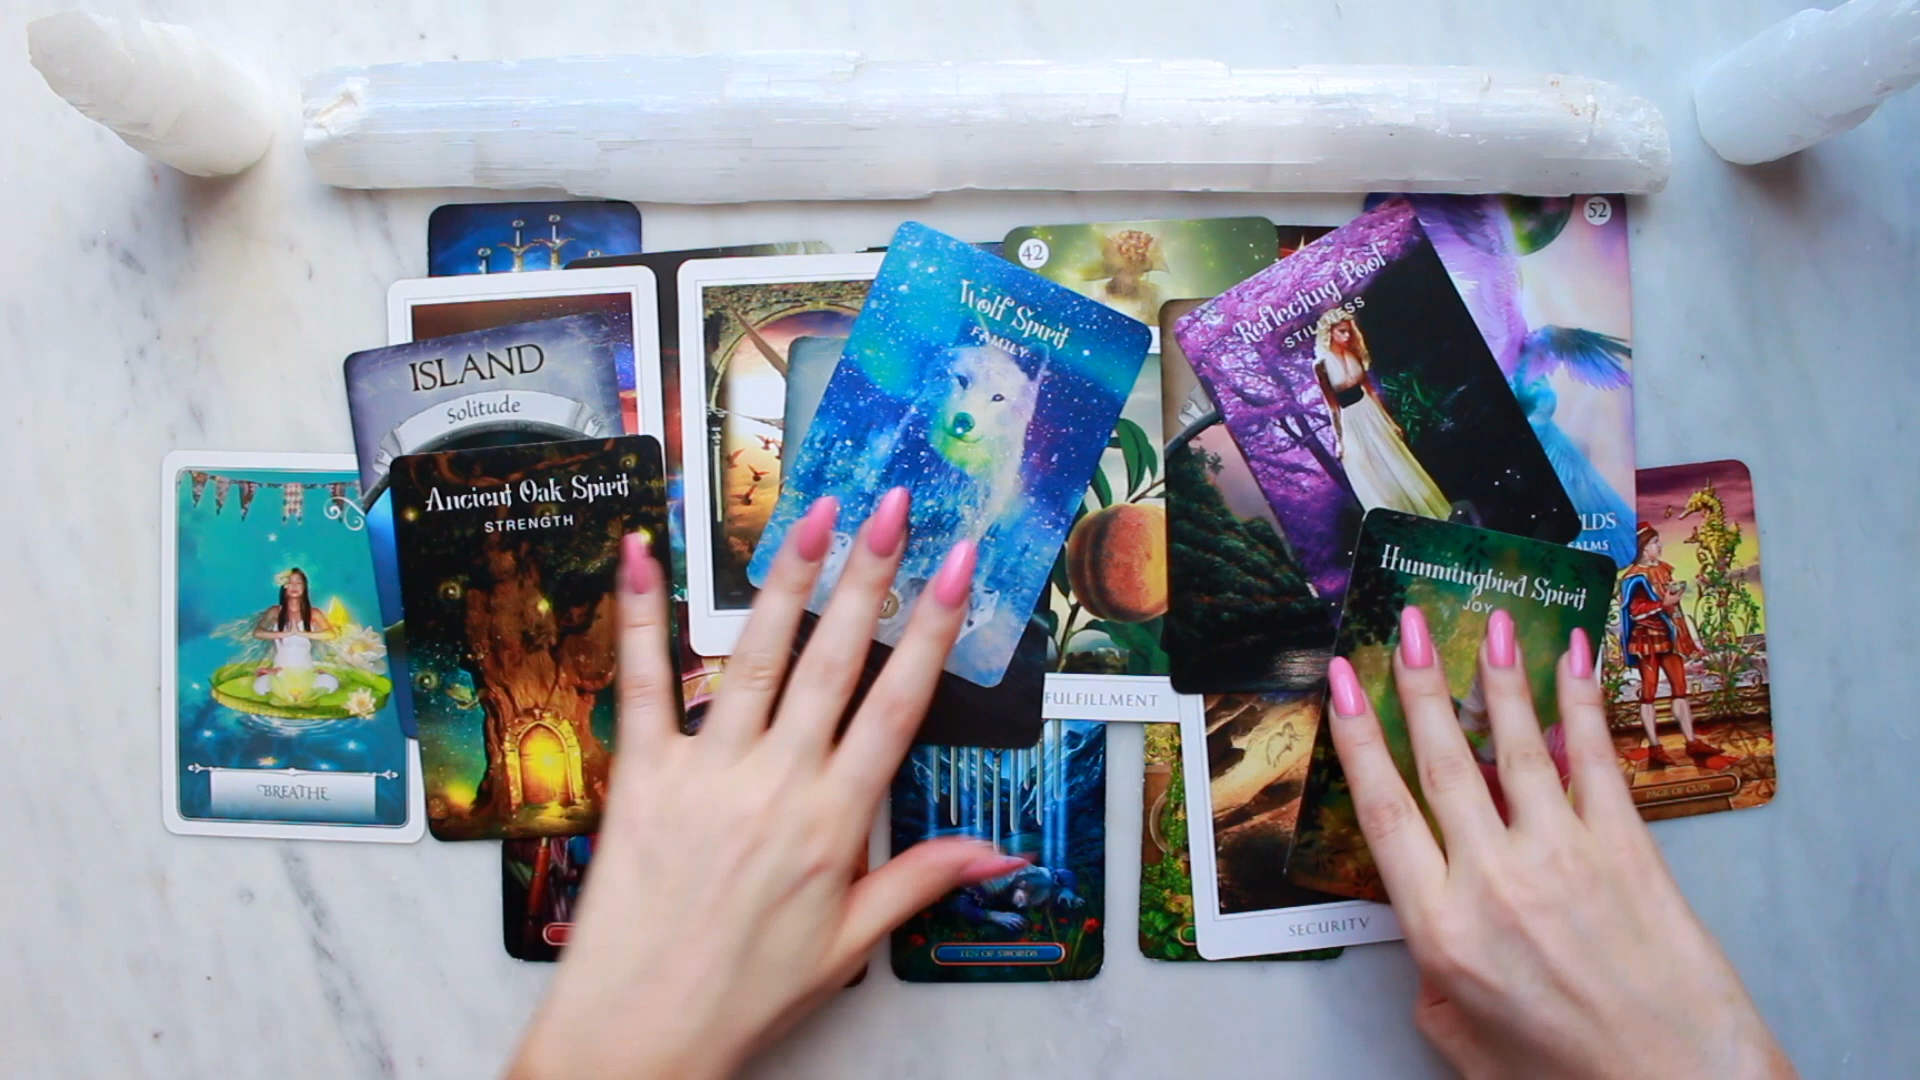 52
42
Wolf Spirit
FAMILY
Reflecting Pool
STILLNESS
ISLAND
Solitude
Ancient Oak Spirit
STRENGTH
Hummingbird Spirit
JOY
FULFILLMENT
BREATHE
PAGE OF CUPS
SECURITY
TEN OF SWORDS